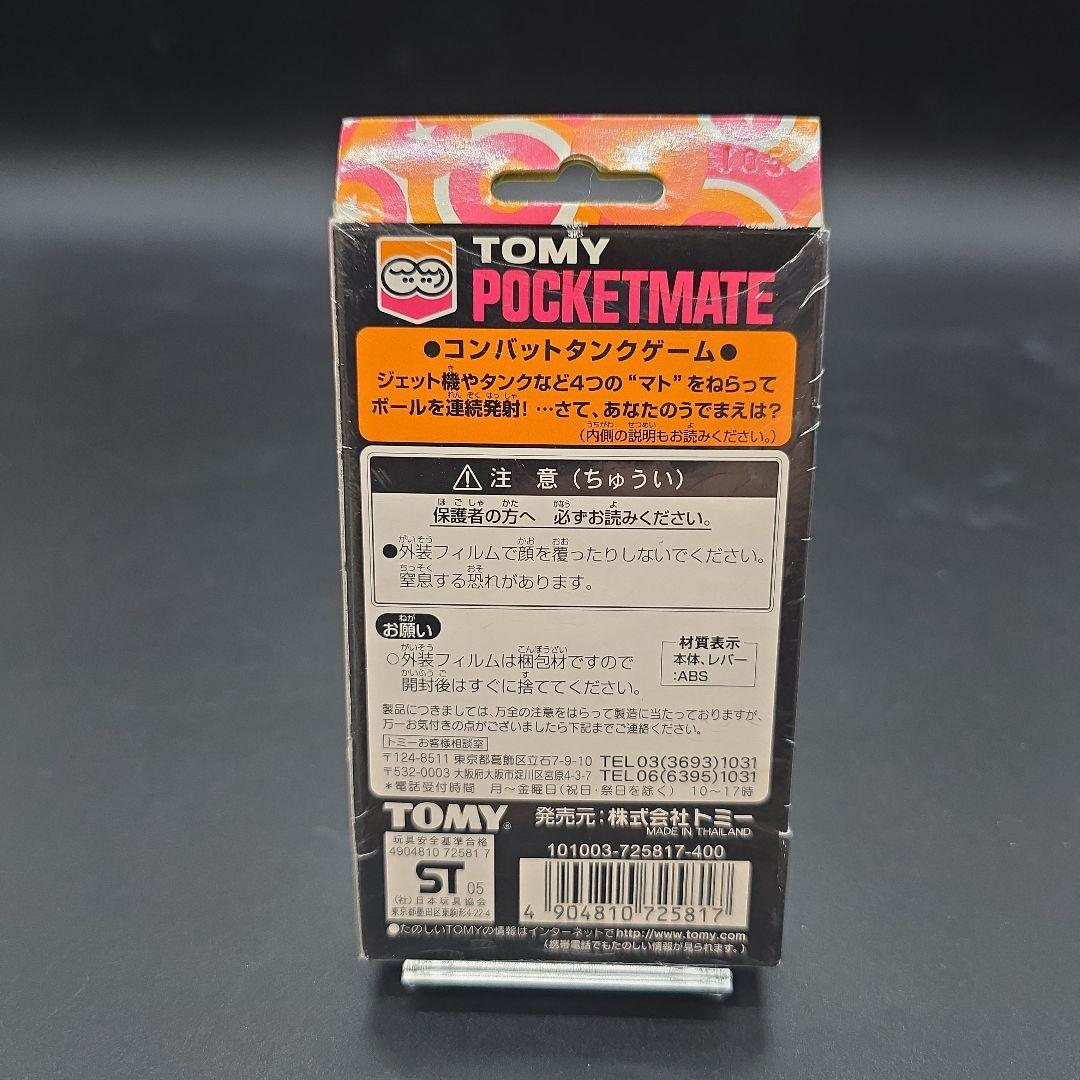 105
TOMY
POCKETMATE
●コンバットタンクゲーム●
ジェット機やタンクなど4つの“マト”をねらって
ボールを連続発射!…さて、あなたのうでまえは?
(内側の説明もお読みください。)
⚠注 意(ちゅうい)
保護者の方へ 必ずお読みください。
●外装フィルムで顔を覆ったりしないでください。
窒息する恐れがあります。
お願い
○外装フィルムは梱包材ですので
開封後はすぐに捨ててください。
材質表示
本体、レバー
:ABS
製品につきましては、万全の注意をはらって製造に当たっておりますが、
万一お気付きの点がございましたら下記までご連絡ください。
トミーお客様相談室
〒124-8511 東京都葛飾区立石7-9-10 TEL03(3693)1031
〒532-0003 大阪府大阪市淀川区宮原4-3-7 TEL06(6395)1031
*電話受付時間 月〜金曜日(祝日・祭日を除く) 10〜17時
TOMY® 発売元:株式会社トミー
MADE IN THAILAND
玩具安全基準合格
4904810 72581 7
ST 05
(社)日本玩具協会
東京都墨田区東駒形4-22-4
101003-725817-400
4 904810 725817
●たのしいTOMYの情報はインターネットでhttp://www.tomy.com
(携帯電話でもたのしい情報が見られます。)